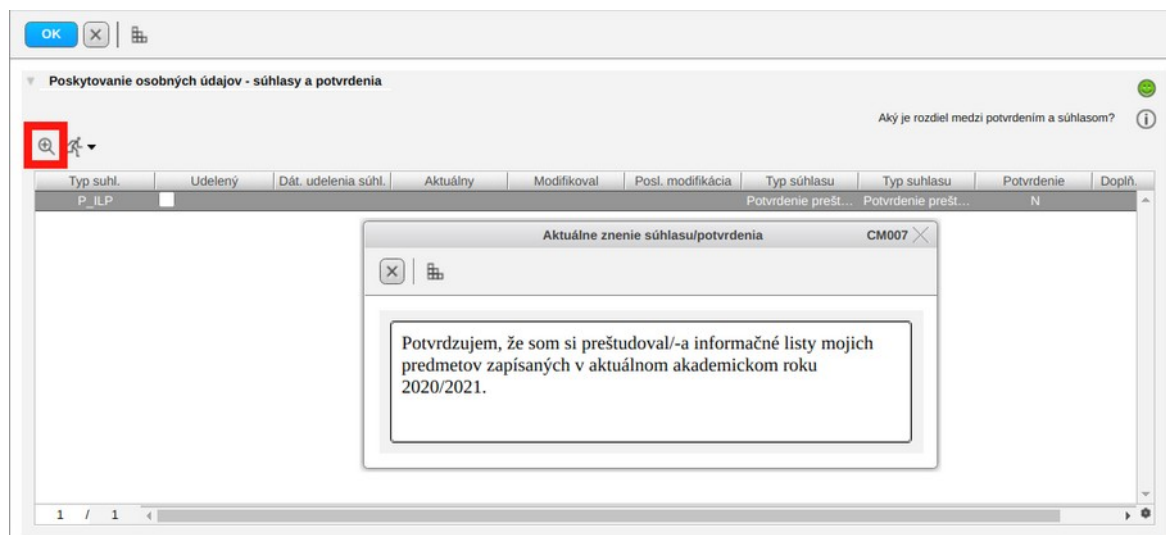 OK
Poskytovanie osobných údajov - súhlasy a potvrdenia
Aký je rozdiel medzi potvrdením a súhlasom?
Typ suhl. Udelený Dát. udelenia súhl. Aktuálny Modifikoval Posl. modifikácia Typ súhlasu Typ suhlasu Potvrdenie Doplň.
P_ILP Potvrdenie prešt... Potvrdenie prešt... N
Aktuálne znenie súhlasu/potvrdenia CM007
Potvrdzujem, že som si preštudoval/-a informačné listy mojich
predmetov zapísaných v aktuálnom akademickom roku
2020/2021.
1 / 1